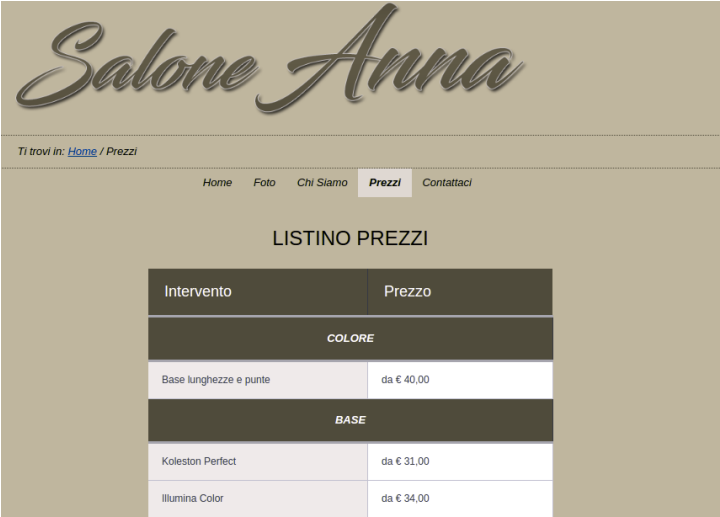 Salone Anna
Ti trovi in: Home / Prezzi
Home Foto Chi Siamo Prezzi Contattaci
LISTINO PREZZI
Intervento Prezzo
COLORE
Base lunghezze e punte da € 40,00
BASE
Koleston Perfect da € 31,00
Illumina Color da € 34,00